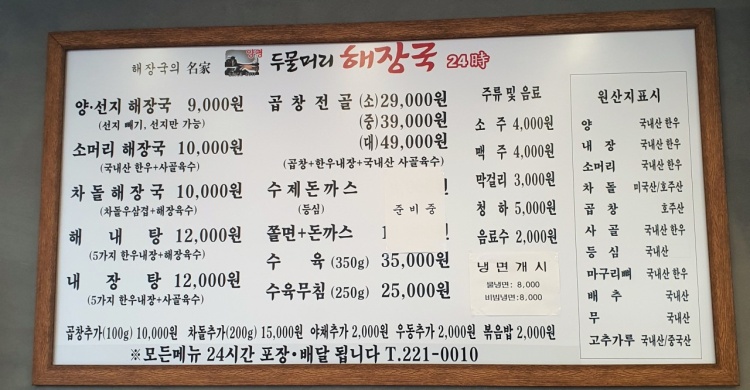 해장국의 名家 양평 두물머리 해장국 24時
양·선지 해장국 9,000원
(선지 빼기, 선지만 가능)
소머리 해장국 10,000원
(국내산 한우+사골육수)
차돌해장국 10,000원
(차돌우삼겹+해장육수)
해 내 탕 12,000원
(5가지 한우내장+해장육수)
내 장 탕 12,000원
(5가지 한우내장+사골육수)
곱창전골 (소)29,000원
(중)39,000원
(대)49,000원
(곱창+한우내장+국내산 사골육수)
수제돈까스
(등심)
준비중
쫄면+돈까스
수 육 (350g) 35,000원
수육무침 (250g) 25,000원
주류 및 음료
소 주 4,000원
맥 주 4,000원
막걸리 3,000원
청 하 5,000원
음료수 2,000원
냉면개시
물냉면: 8,000
비빔냉면:8,000
원산지표시
양 국내산 한우
내 장 국내산 한우
소머리 국내산 한우
차 돌 미국산/호주산
곱 창 호주산
사 골 국내산 한우
등 심 국내산
마구리뼈 국내산 한우
배 추 국내산
무 국내산
고추가루 국내산/중국산
곱창추가(100g) 10,000원 차돌추가(200g) 15,000원 야채추가 2,000원 우동추가 2,000원 볶음밥 2,000원
※모든메뉴 24시간 포장·배달 됩니다 T.221-0010